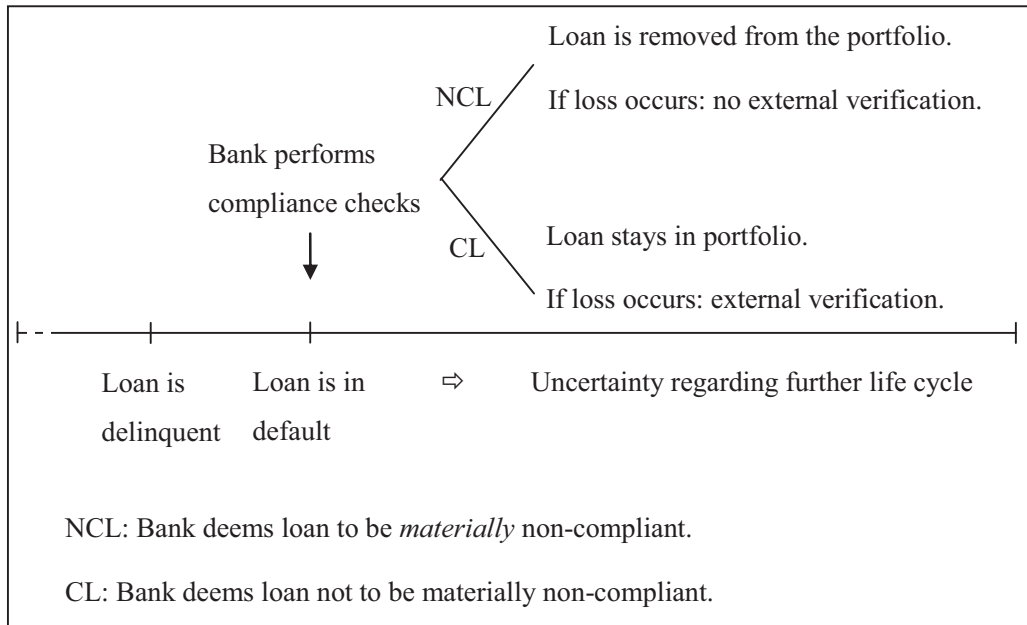 Loan is removed from the portfolio.
NCL
If loss occurs: no external verification.
Bank performs
compliance checks
CL
Loan stays in portfolio.
If loss occurs: external verification.
Loan is
delinquent
Loan is in
default
⇨
Uncertainty regarding further life cycle
NCL: Bank deems loan to be materially non-compliant.
CL: Bank deems loan not to be materially non-compliant.